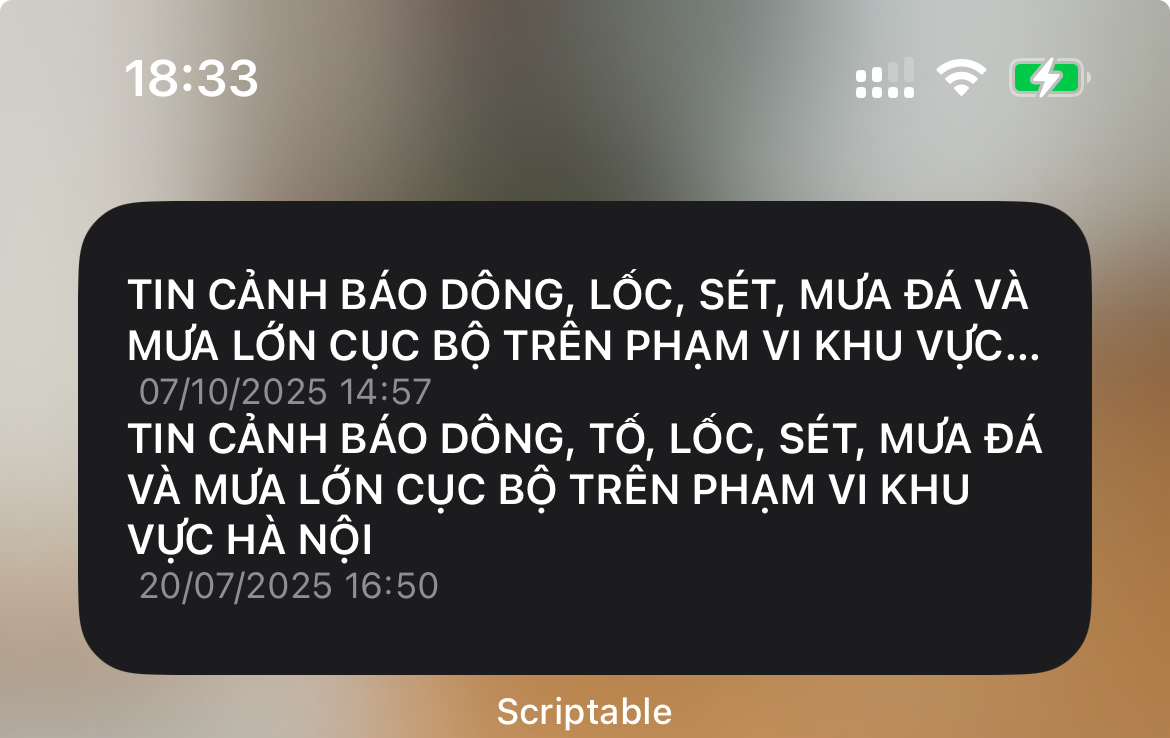 18:33
TIN CẢNH BÁO DÔNG, LỐC, SÉT, MƯA ĐÁ VÀ
MƯA LỚN CỤC BỘ TRÊN PHẠM VI KHU VỰC...
07/10/2025 14:57
TIN CẢNH BÁO DÔNG, TỐ, LỐC, SÉT, MƯA ĐÁ
VÀ MƯA LỚN CỤC BỘ TRÊN PHẠM VI KHU
VỰC HÀ NỘI
20/07/2025 16:50
Scriptable